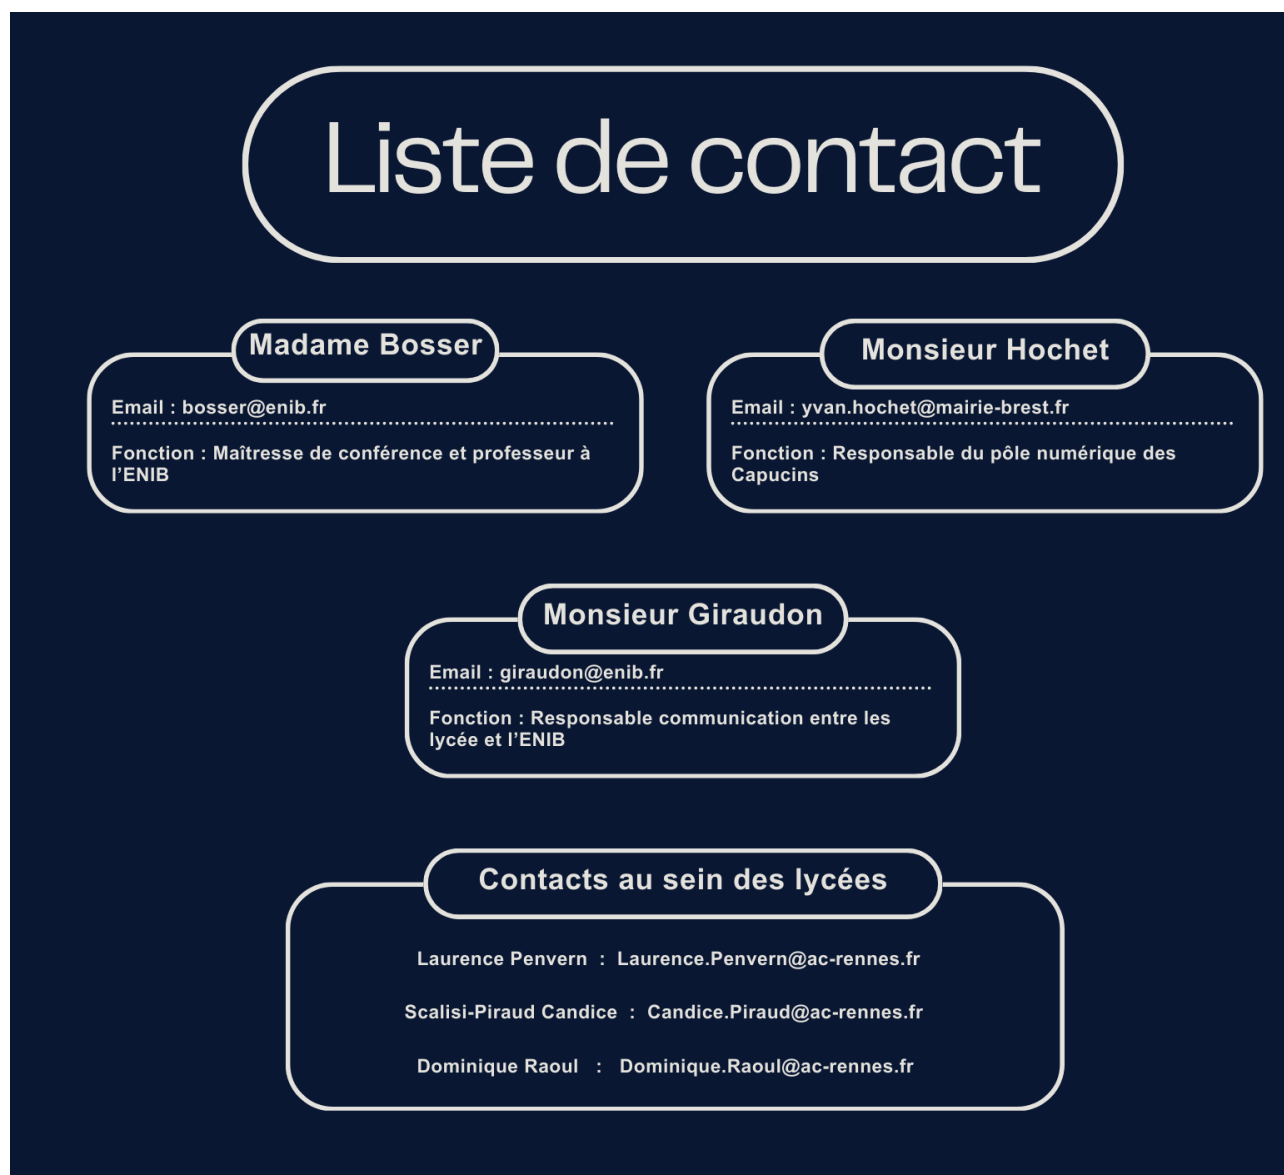 Liste de contact
Madame Bosser
Email : bosser@enib.fr
Fonction : Maîtresse de conférence et professeur à
l’ENIB
Monsieur Hochet
Email : yvan.hochet@mairie-brest.fr
Fonction : Responsable du pôle numérique des
Capucins
Monsieur Giraudon
Email : giraudon@enib.fr
Fonction : Responsable communication entre les
lycée et l’ENIB
Contacts au sein des lycées
Laurence Penvern : Laurence.Penvern@ac-rennes.fr
Scalisi-Piraud Candice : Candice.Piraud@ac-rennes.fr
Dominique Raoul : Dominique.Raoul@ac-rennes.fr